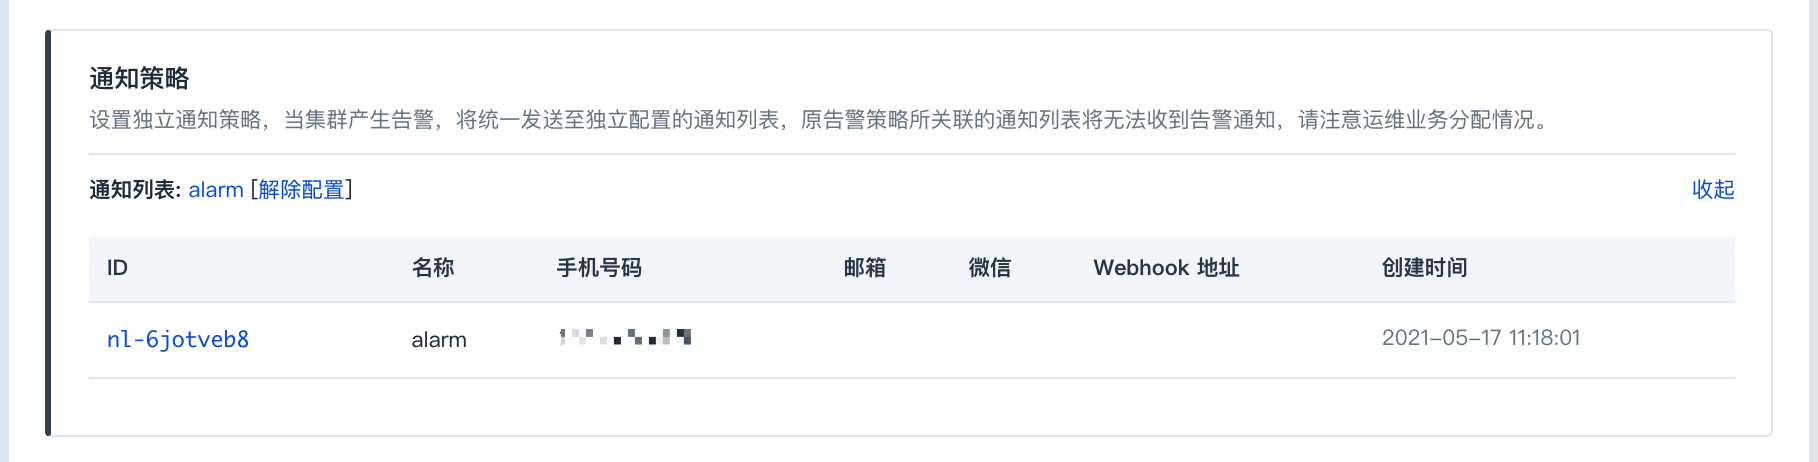 通知策略
设置独立通知策略，当集群产生告警，将统一发送至独立配置的通知列表，原告警策略所关联的通知列表将无法收到告警通知，请注意运维业务分配情况。
通知列表: alarm [解除配置] 收起
ID 名称 手机号码 邮箱 微信 Webhook 地址 创建时间
nl-6jotveb8 alarm 2021-05-17 11:18:01